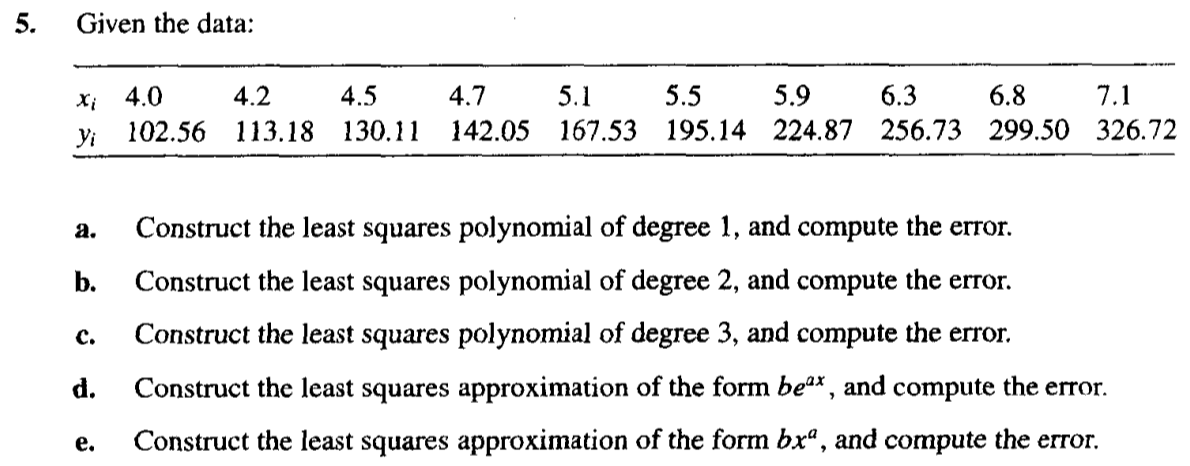 5. Given the data:
xᵢ 4.0 4.2 4.5 4.7 5.1 5.5 5.9 6.3 6.8 7.1
yᵢ 102.56 113.18 130.11 142.05 167.53 195.14 224.87 256.73 299.50 326.72
a. Construct the least squares polynomial of degree 1, and compute the error.
b. Construct the least squares polynomial of degree 2, and compute the error.
c. Construct the least squares polynomial of degree 3, and compute the error.
d. Construct the least squares approximation of the form beᵃˣ, and compute the error.
e. Construct the least squares approximation of the form bxᵃ, and compute the error.